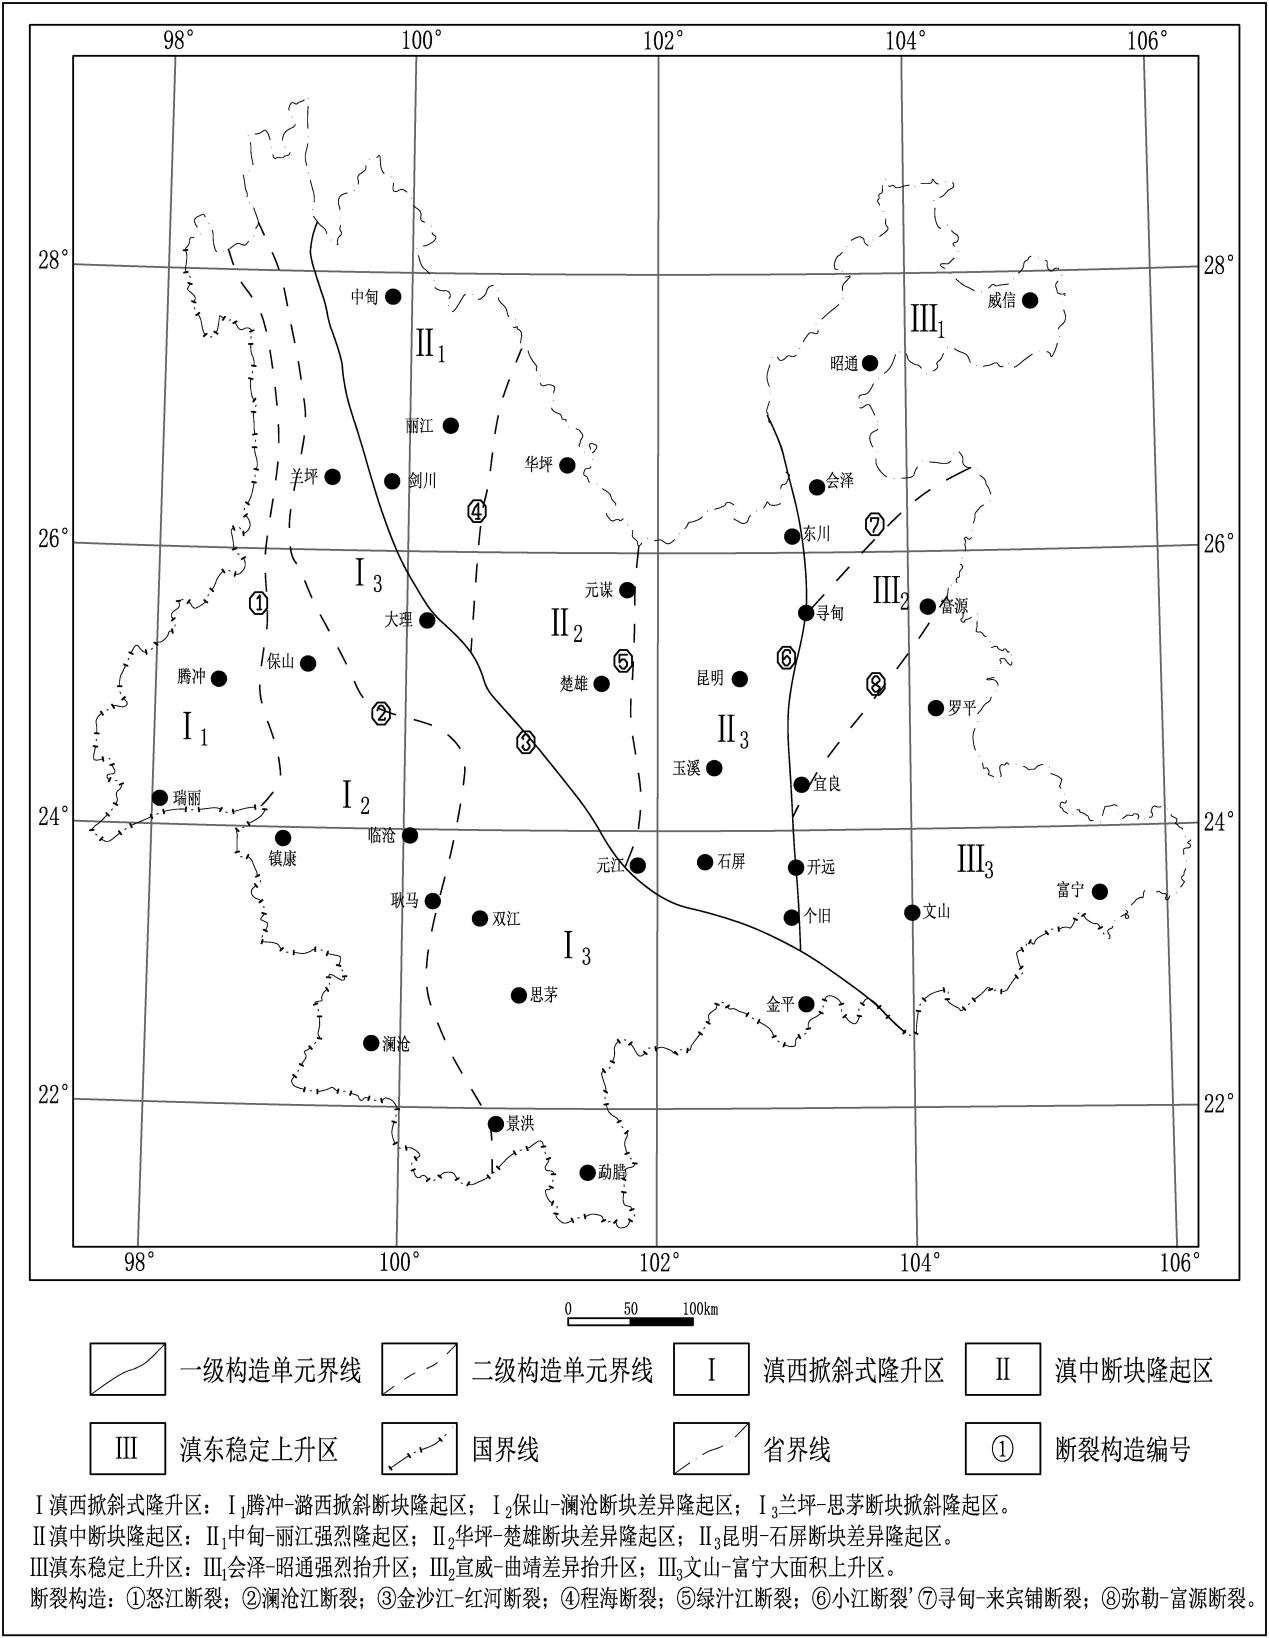 98° 100° 102° 104° 106°
28° 28°
中甸
威信
Ⅲ1
Ⅱ1
昭通
丽江
华坪
羊坪
剑川
会泽
④
⑦
东川
26° 26°
Ⅰ3
元谋
Ⅲ2
富源
①
大理
Ⅱ2
寻甸
保山
⑤
⑥
腾冲
楚雄
昆明
⑧
Ⅰ1
②
罗平
③
Ⅱ3
玉溪
宜良
瑞丽
Ⅰ2
24° 24°
临沧
镇康
元江
石屏
开远
Ⅲ3
富宁
耿马
双江
个旧
文山
Ⅰ3
思茅
金平
澜沧
22° 22°
景洪
勐腊
98° 100° 102° 104° 106°
0 50 100km
一级构造单元界线 二级构造单元界线 Ⅰ 滇西掀斜式隆升区 Ⅱ 滇中断块隆起区
Ⅲ 滇东稳定上升区 国界线 省界线 ① 断裂构造编号
Ⅰ滇西掀斜式隆升区：Ⅰ1腾冲-潞西掀斜断块隆起区；Ⅰ2保山-澜沧断块差异隆起区；Ⅰ3兰坪-思茅断块掀斜隆起区。
Ⅱ滇中断块隆起区：Ⅱ1中甸-丽江强烈隆起区；Ⅱ2华坪-楚雄断块差异隆起区；Ⅱ3昆明-石屏断块差异隆起区。
Ⅲ滇东稳定上升区：Ⅲ1会泽-昭通强烈抬升区；Ⅲ2宣威-曲靖差异抬升区；Ⅲ3文山-富宁大面积上升区。
断裂构造：①怒江断裂；②澜沧江断裂；③金沙江-红河断裂；④程海断裂；⑤绿汁江断裂；⑥小江断裂'⑦寻甸-来宾铺断裂；⑧弥勒-富源断裂。